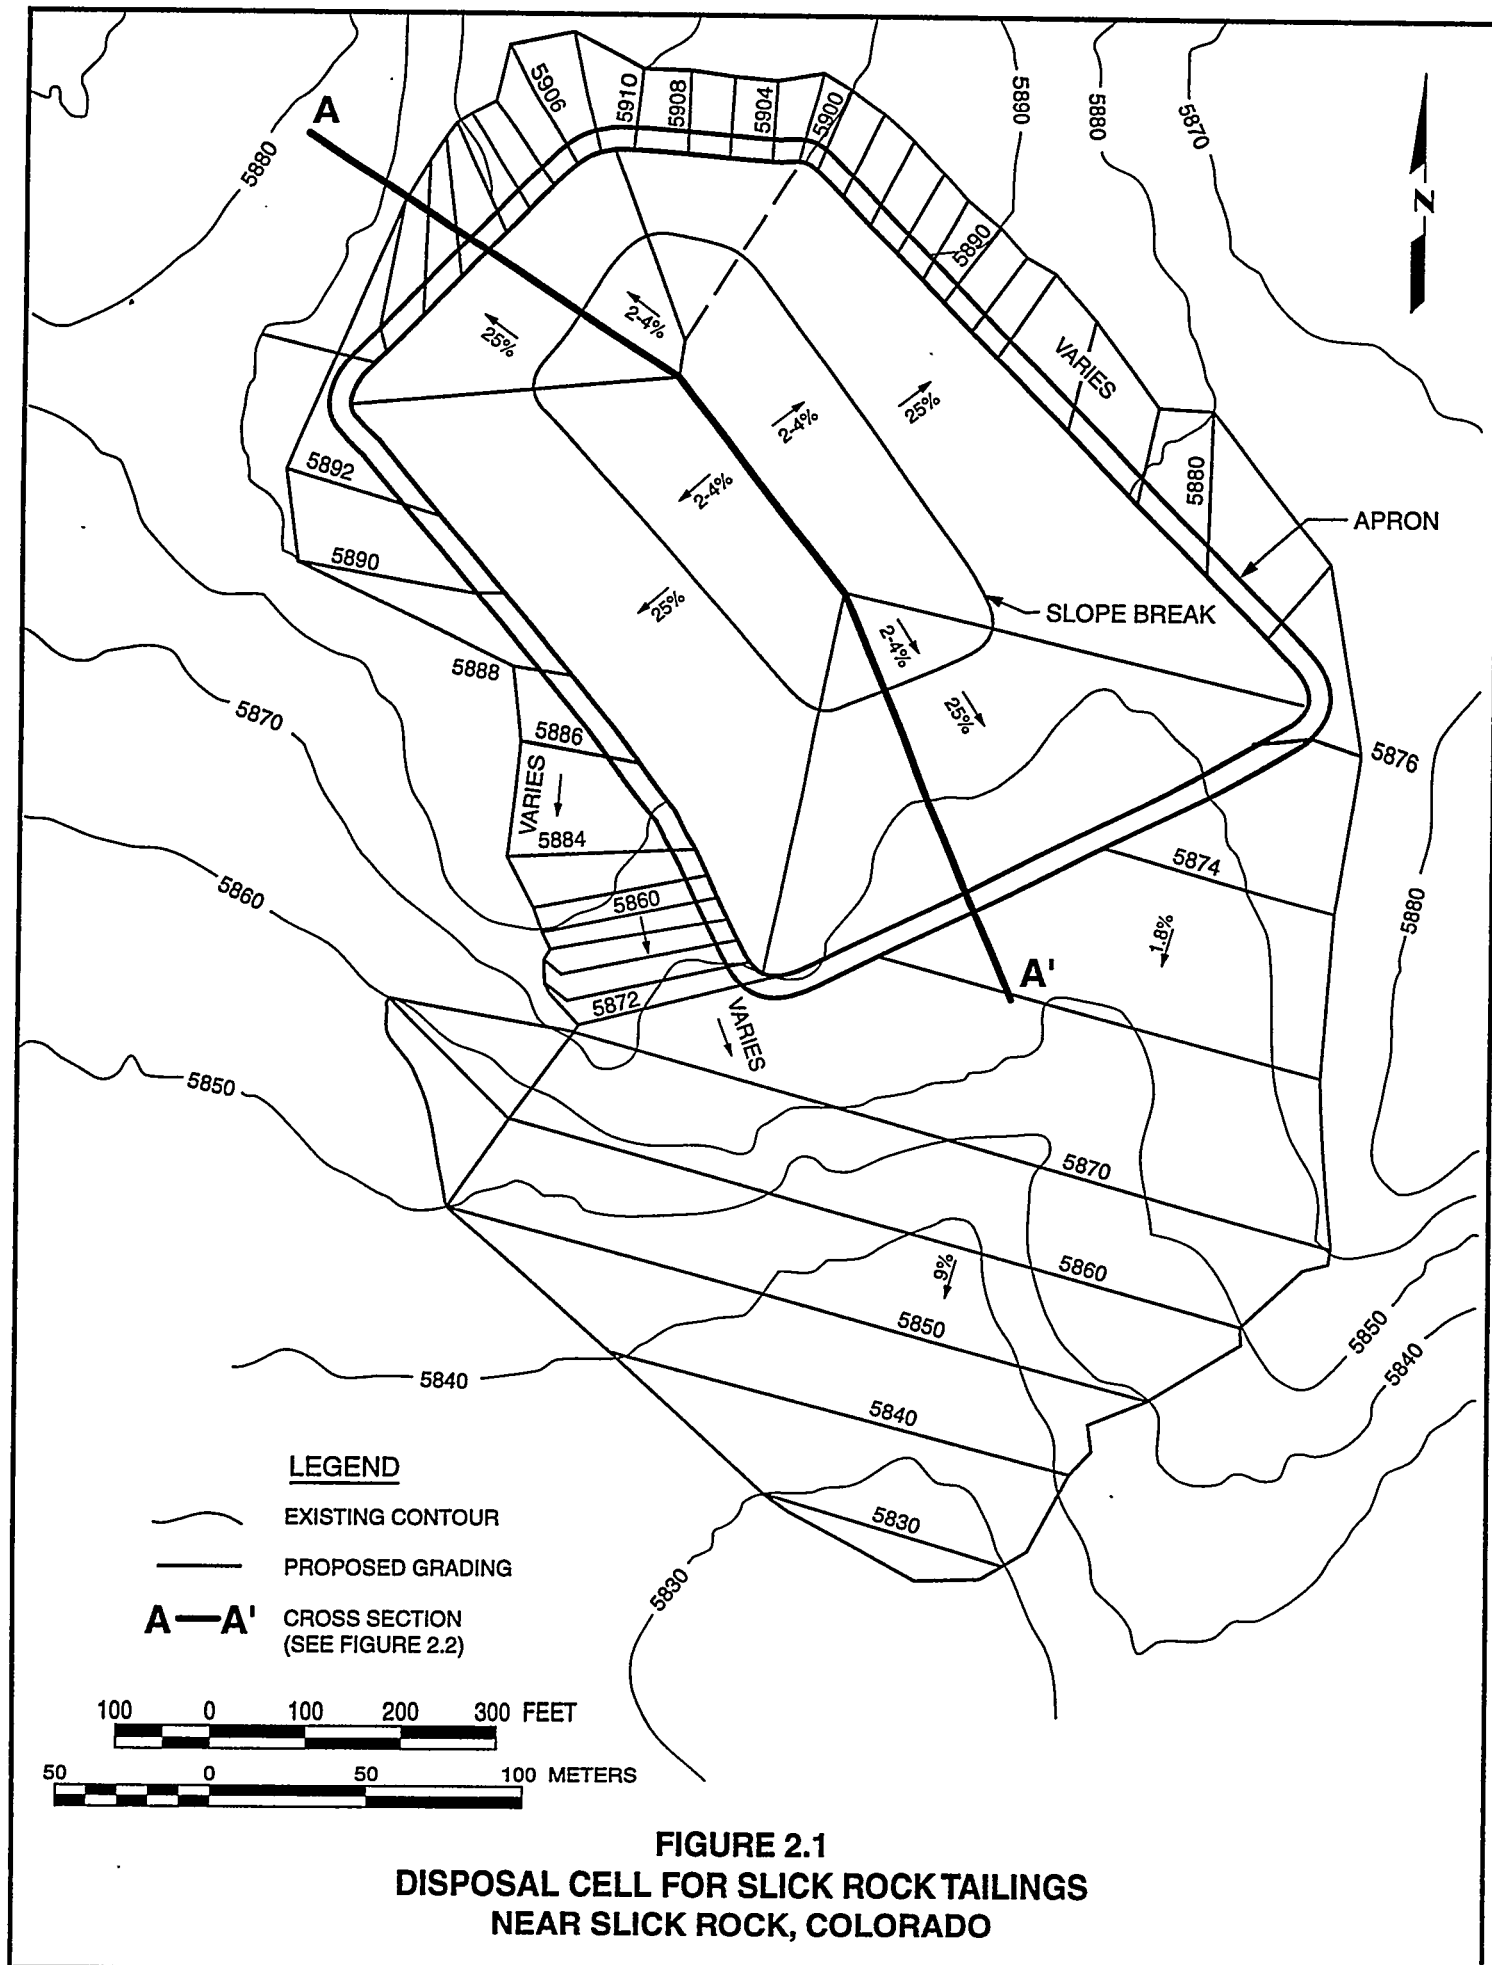 A
5906
5910
5908
5904
5900
5890
5880
5870
5880
N
5890
2-4%
25%
VARIES
2-4%
25%
2-4%
5892
5880
APRON
5890
25%
SLOPE BREAK
2-4%
5888
25%
5870
5886
5876
VARIES
5884
5874
5860
5860
5880
1.8%
A'
5872
VARIES
5850
5870
9%
5860
5850
5850
5840
5840
5840
5830
5830
LEGEND
EXISTING CONTOUR
PROPOSED GRADING
A—A' CROSS SECTION
(SEE FIGURE 2.2)
100 0 100 200 300 FEET
50 0 50 100 METERS
FIGURE 2.1
DISPOSAL CELL FOR SLICK ROCK TAILINGS
NEAR SLICK ROCK, COLORADO